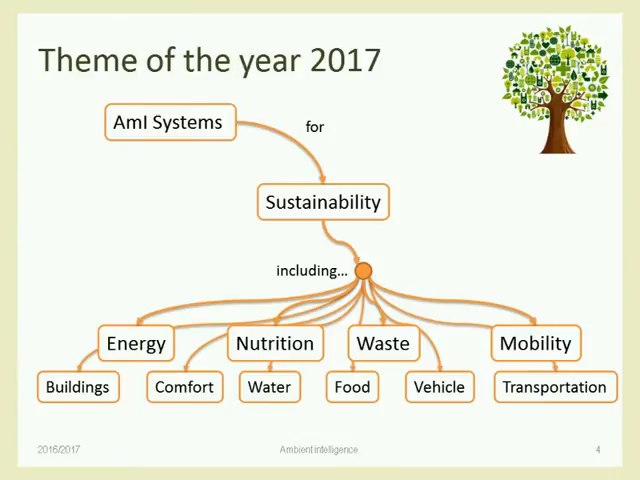 Theme of the year 2017
AmI Systems
for
Sustainability
including...
Energy
Nutrition
Waste
Mobility
Buildings
Comfort
Water
Food
Vehicle
Transportation
2016/2017
Ambient intelligence
4